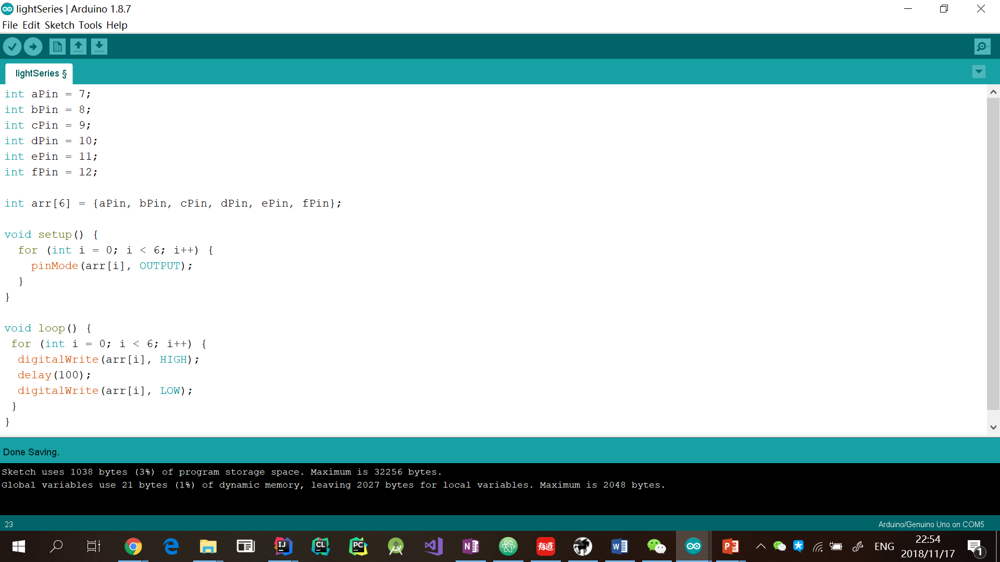 lightSeries | Arduino 1.8.7
File Edit Sketch Tools Help
lightSeries §
int aPin = 7;
int bPin = 8;
int cPin = 9;
int dPin = 10;
int ePin = 11;
int fPin = 12;
int arr[6] = {aPin, bPin, cPin, dPin, ePin, fPin};
void setup() {
for (int i = 0; i < 6; i++) {
pinMode(arr[i], OUTPUT);
}
}
void loop() {
for (int i = 0; i < 6; i++) {
digitalWrite(arr[i], HIGH);
delay(100);
digitalWrite(arr[i], LOW);
}
}
Done Saving.
Sketch uses 1038 bytes (3%) of program storage space. Maximum is 32256 bytes.
Global variables use 21 bytes (1%) of dynamic memory, leaving 2027 bytes for local variables. Maximum is 2048 bytes.
23
Arduino/Genuino Uno on COM5
IJ
CL
PC
N
有道
W
P
ENG
22:54
2018/11/17
1